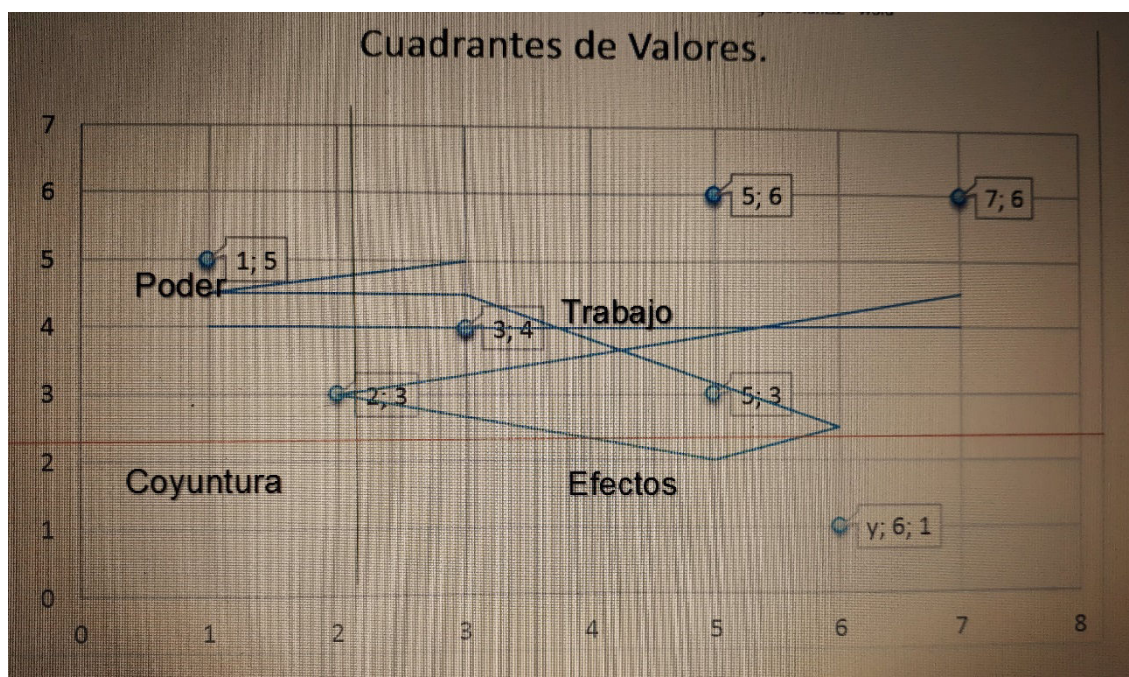 Cuadrantes de Valores.
7
6
5; 6
7; 6
5
1; 5
Poder
Trabajo
4
3; 4
3
2; 3
5; 3
2
Coyuntura
Efectos
1
y; 6; 1
0
0 1 2 3 4 5 6 7 8